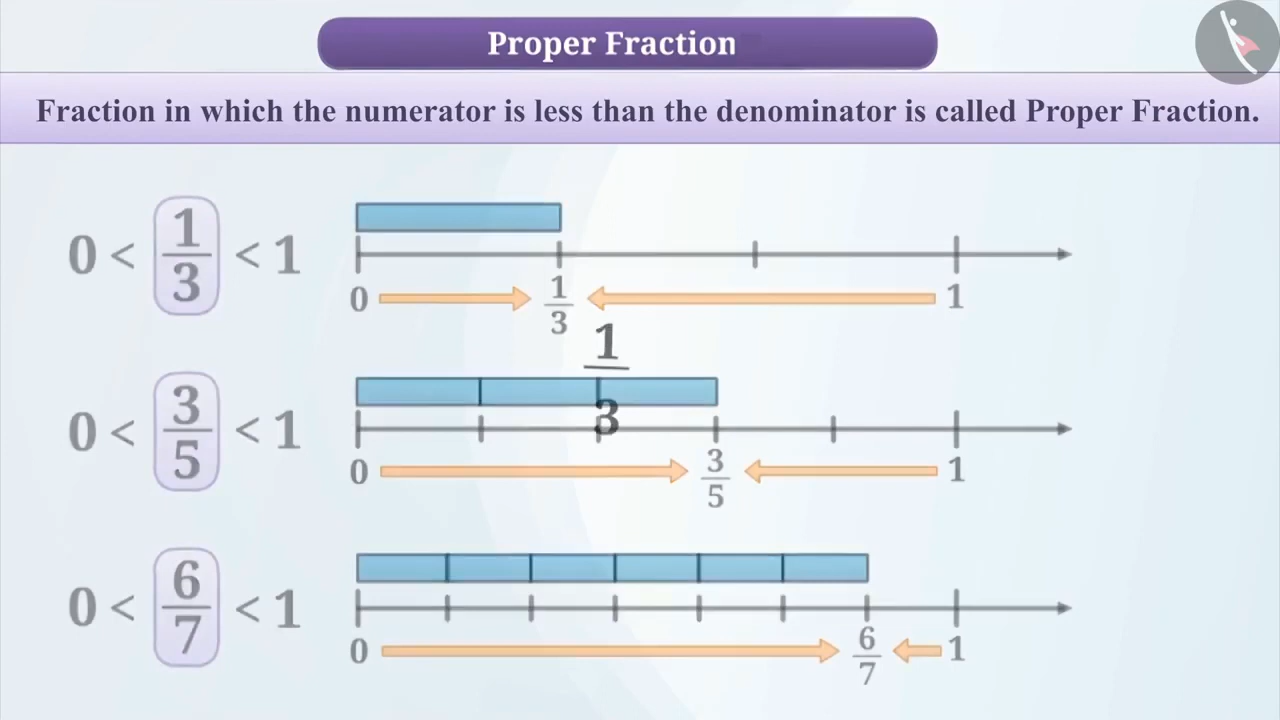 Proper Fraction
Fraction in which the numerator is less than the denominator is called Proper Fraction.
0 < 1/3 < 1
0 1/3 1
1/3
0 < 3/5 < 1
0 3/5 1
0 < 6/7 < 1
0 6/7 1